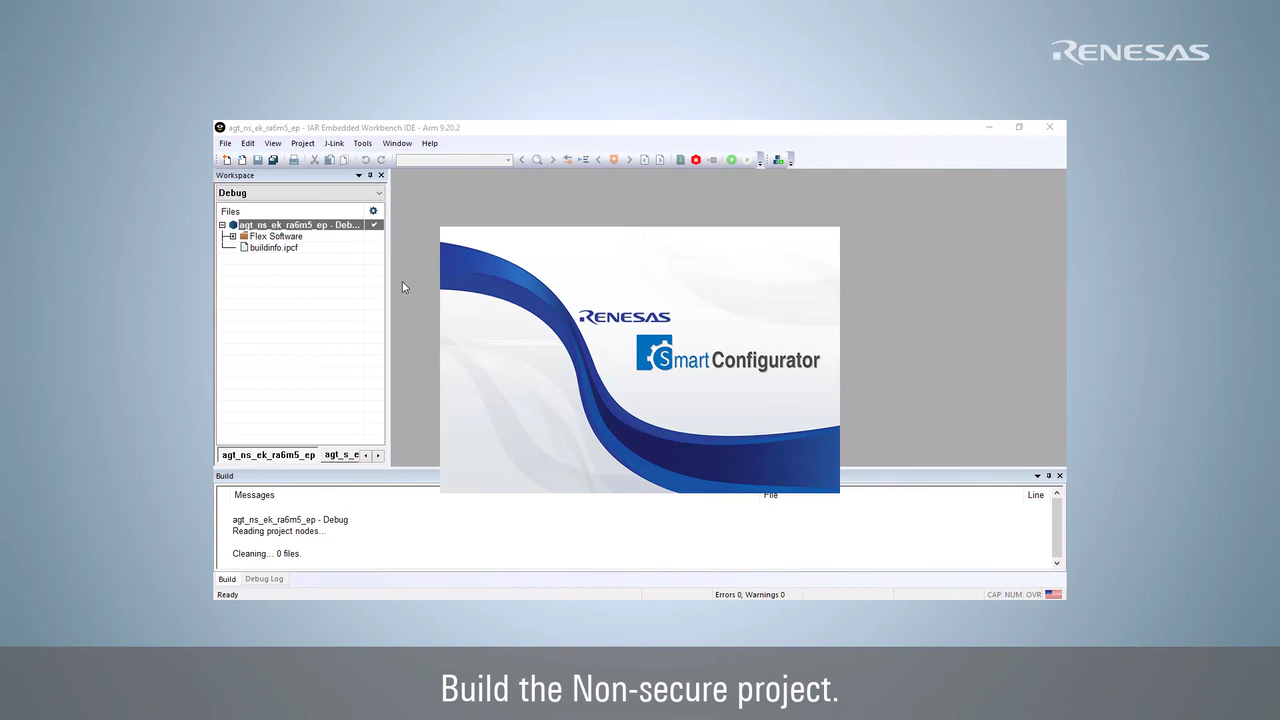 RENESAS
agt_ns_ek_ra6m5_ep - IAR Embedded Workbench IDE - Arm 9.20.2
File Edit View Project J-Link Tools Window Help
Workspace
Debug
Files
agt_ns_ek_ra6m5_ep - Deb...
Flex Software
buildinfo.ipcf
RENESAS
Smart Configurator
agt_ns_ek_ra6m5_ep agt_s_e
Build
Messages File Line
agt_ns_ek_ra6m5_ep - Debug
Reading project nodes...
Cleaning... 0 files.
Build Debug Log
Ready Errors 0, Warnings 0 CAP NUM OVR
Build the Non-secure project.